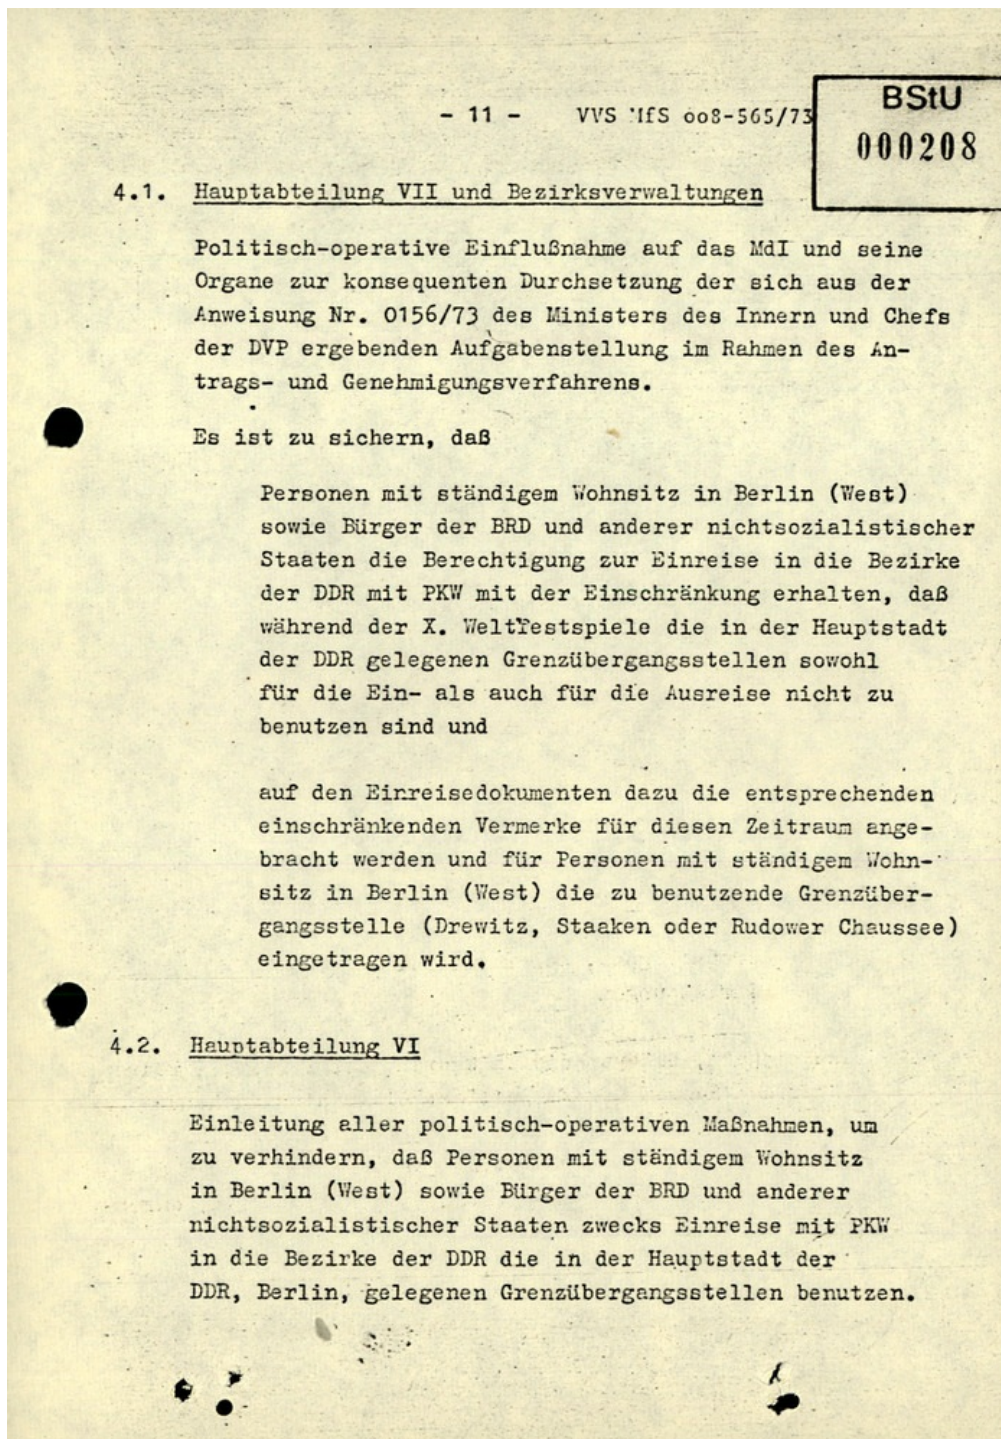 - 11 - VVS MfS 008-565/73
BStU
000208
4.1. Hauptabteilung VII und Bezirksverwaltungen
Politisch-operative Einflußnahme auf das MdI und seine
Organe zur konsequenten Durchsetzung der sich aus der
Anweisung Nr. 0156/73 des Ministers des Innern und Chefs
der DVP ergebenden Aufgabenstellung im Rahmen des An-
trags- und Genehmigungsverfahrens.
Es ist zu sichern, daß
Personen mit ständigem Wohnsitz in Berlin (West)
sowie Bürger der BRD und anderer nichtsozialistischer
Staaten die Berechtigung zur Einreise in die Bezirke
der DDR mit PKW mit der Einschränkung erhalten, daß
während der X. Weltfestspiele die in der Hauptstadt
der DDR gelegenen Grenzübergangsstellen sowohl
für die Ein- als auch für die Ausreise nicht zu
benutzen sind und
auf den Einreisedokumenten dazu die entsprechenden
einschränkenden Vermerke für diesen Zeitraum ange-
bracht werden und für Personen mit ständigem Wohn-
sitz in Berlin (West) die zu benutzende Grenzüber-
gangsstelle (Drewitz, Staaken oder Rudower Chaussee)
eingetragen wird.
4.2. Hauptabteilung VI
Einleitung aller politisch-operativen Maßnahmen, um
zu verhindern, daß Personen mit ständigem Wohnsitz
in Berlin (West) sowie Bürger der BRD und anderer
nichtsozialistischer Staaten zwecks Einreise mit PKW
in die Bezirke der DDR die in der Hauptstadt der
DDR, Berlin, gelegenen Grenzübergangsstellen benutzen.